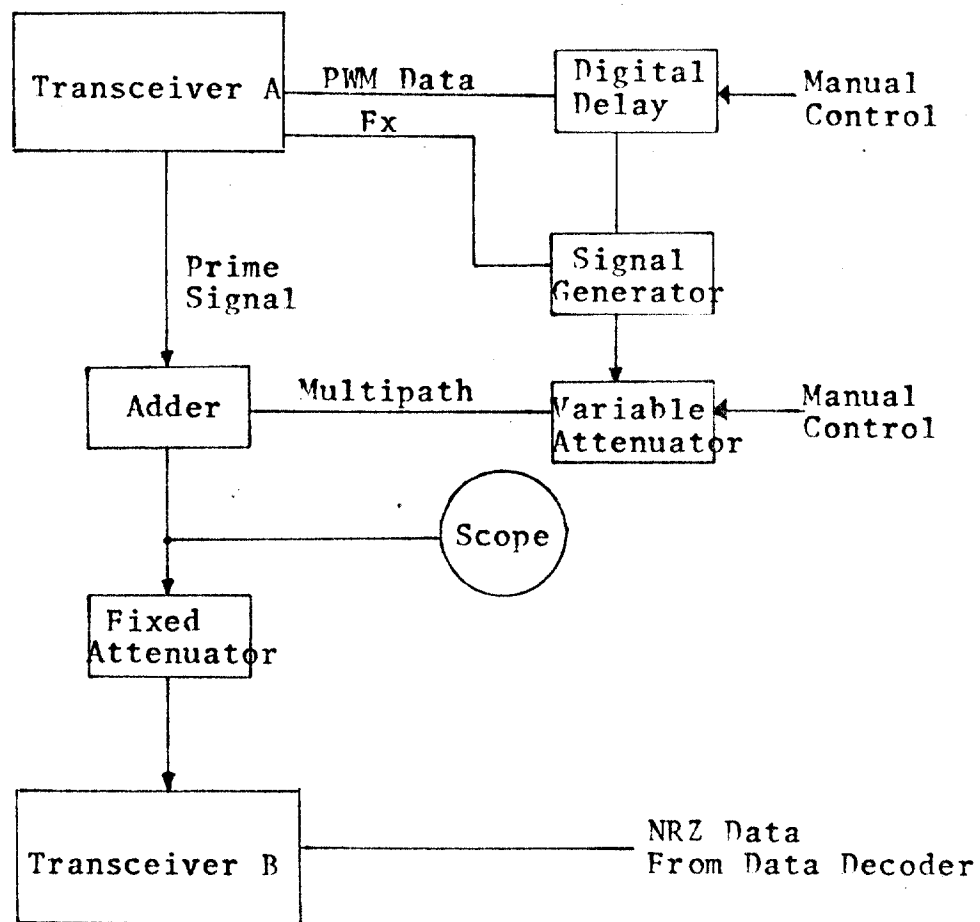 Transceiver A
PWM Data
Fx
Digital
Delay
Manual
Control
Prime
Signal
Signal
Generator
Adder
Multipath
Variable
Attenuator
Manual
Control
Scope
Fixed
Attenuator
Transceiver B
NRZ Data
From Data Decoder